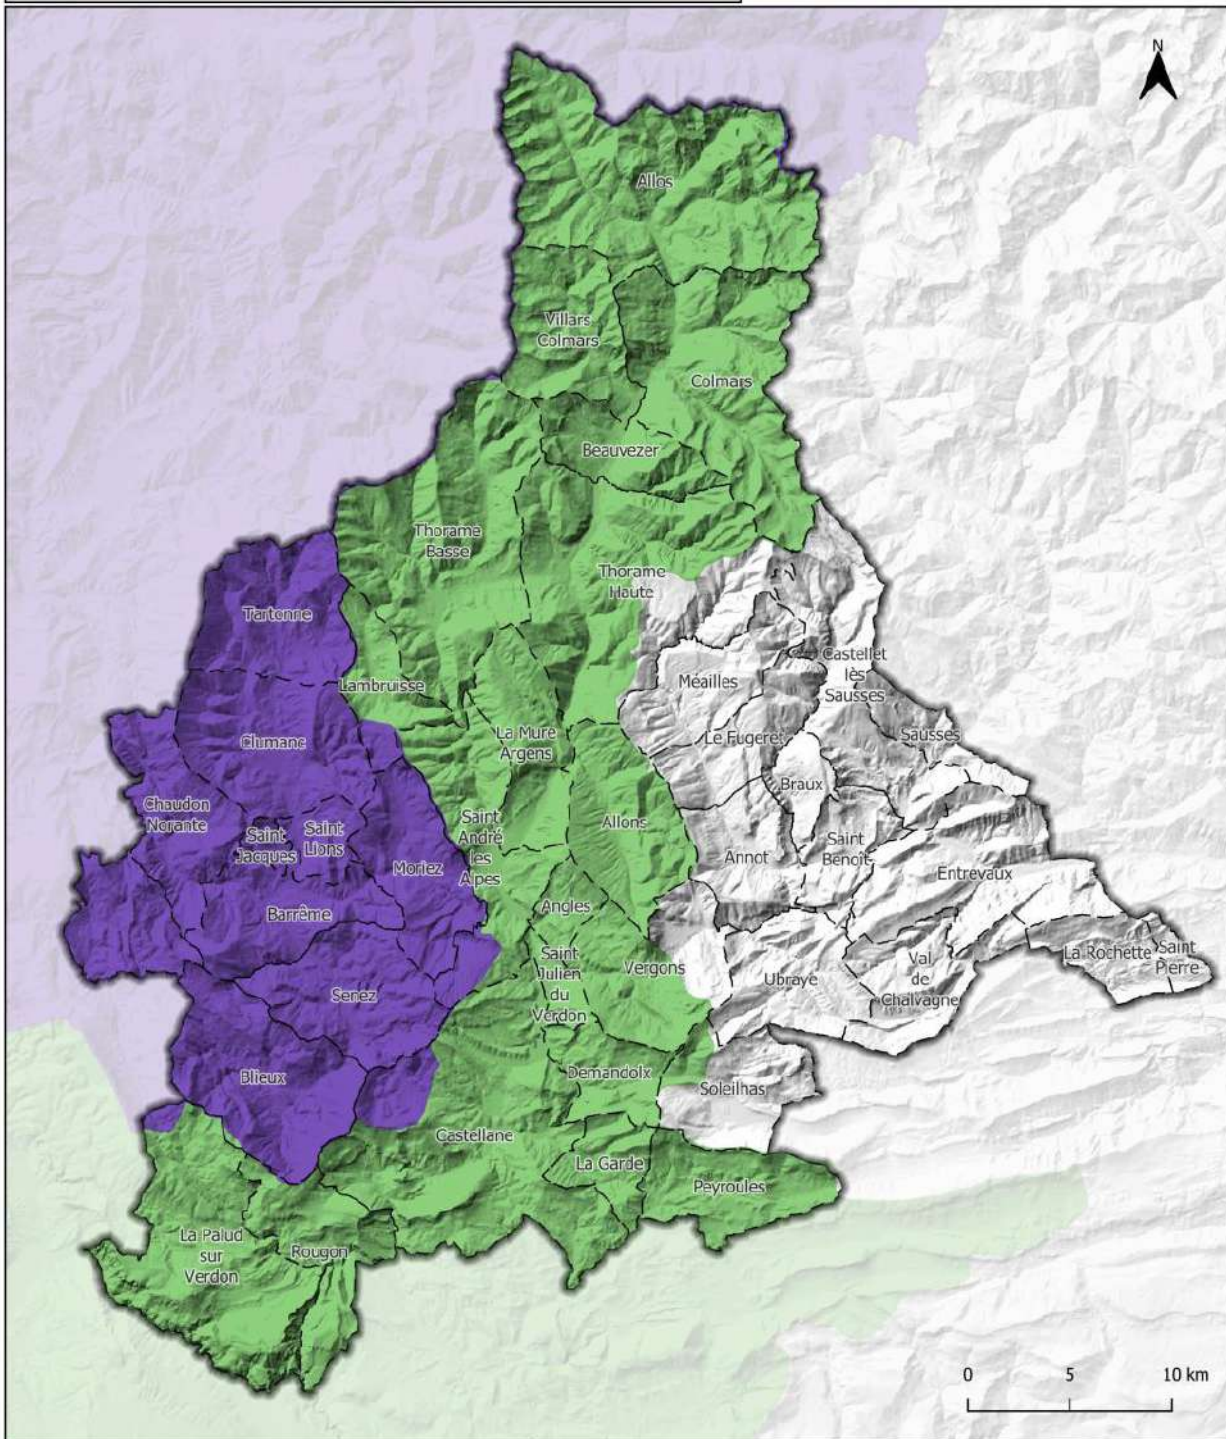 N
Allos
Villars
Colmars
Colmars
Beauvezer
Thorame
Basse
Thorame
Haute
Tartonne
Lambruisse
Castellet
lès
Sausses
Méailles
Clumanc
La Mure
Argens
Le Fugeret
Sausses
Braux
Chaudon
Norante
Saint
Jacques
Saint
Lions
Moriez
Saint
André
les
Alpes
Allons
Annot
Saint
Benoit
Entrevaux
Barrême
Angles
Saint
Julien
du
Verdon
Vergons
Ubraye
Val
de
Chalvagne
La Rochette
Saint
Pierre
Senez
Blieux
Demandolx
Soleilhas
Castellane
La Garde
Peyroules
La Palud
sur
Verdon
Rougon
0 5 10 km